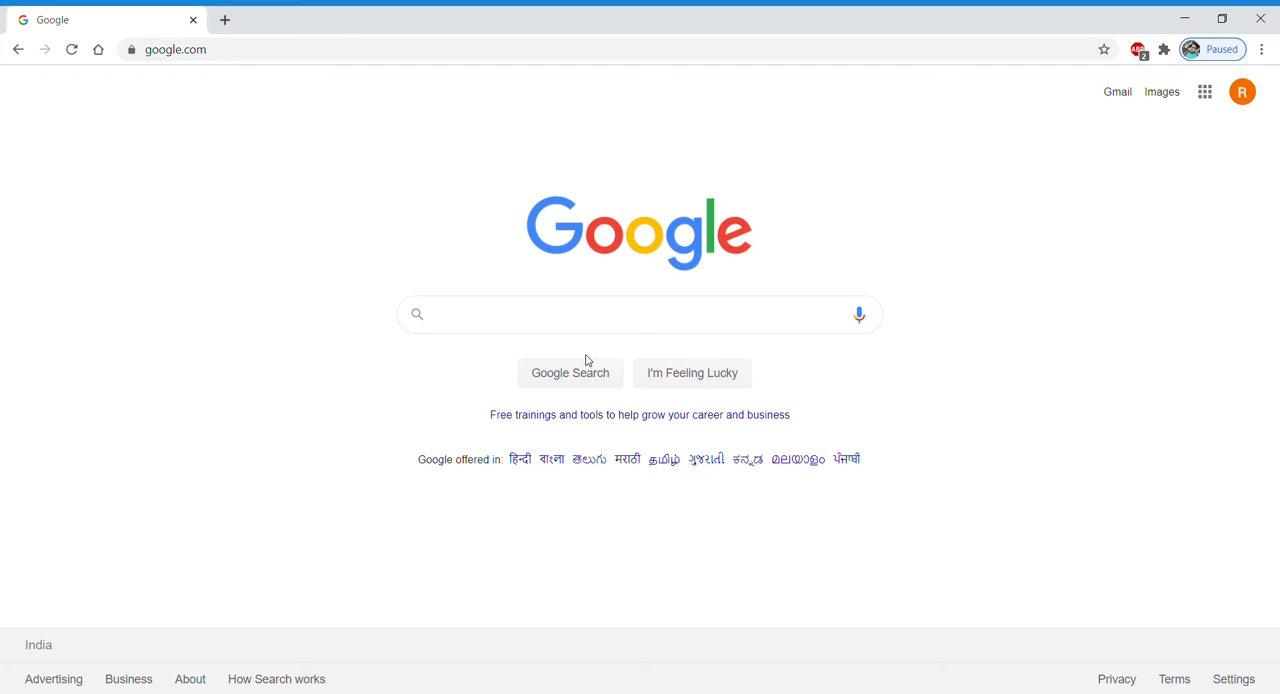 Google
google.com
ABP 2 Paused
Gmail Images R
Google
Google Search I'm Feeling Lucky
Free trainings and tools to help grow your career and business
Google offered in: हिन्दी বাংলা తెలుగు मराठी தமிழ் ગુજરાતી ಕನ್ನಡ മലയാളം ਪੰਜਾਬੀ
India
Advertising Business About How Search works Privacy Terms Settings